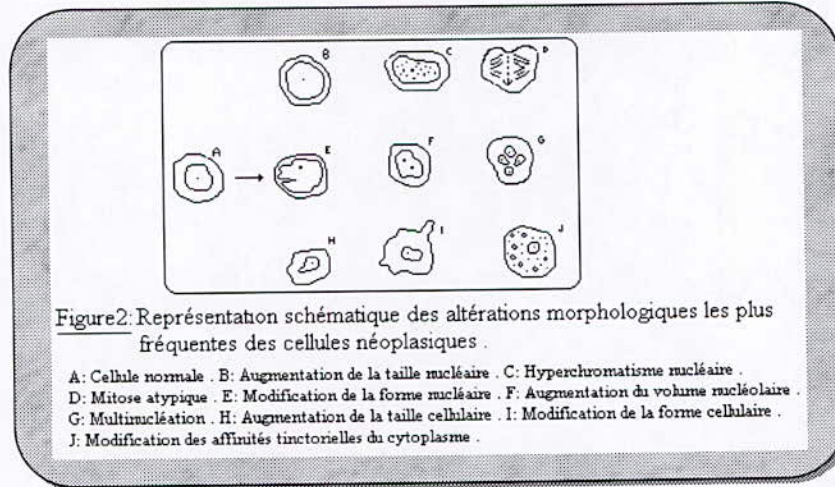 B
C
D
A
E
F
G
H
I
J
Figure2: Représentation schématique des altérations morphologiques les plus
fréquentes des cellules néoplasiques .
A: Cellule normale . B: Augmentation de la taille nucléaire . C: Hyperchromatisme nucléaire .
D: Mitose atypique . E: Modification de la forme nucléaire . F: Augmentation du volume nucléolaire .
G: Multinucléation . H: Augmentation de la taille cellulaire . I: Modification de la forme cellulaire .
J: Modification des affinités tinctorielles du cytoplasme .